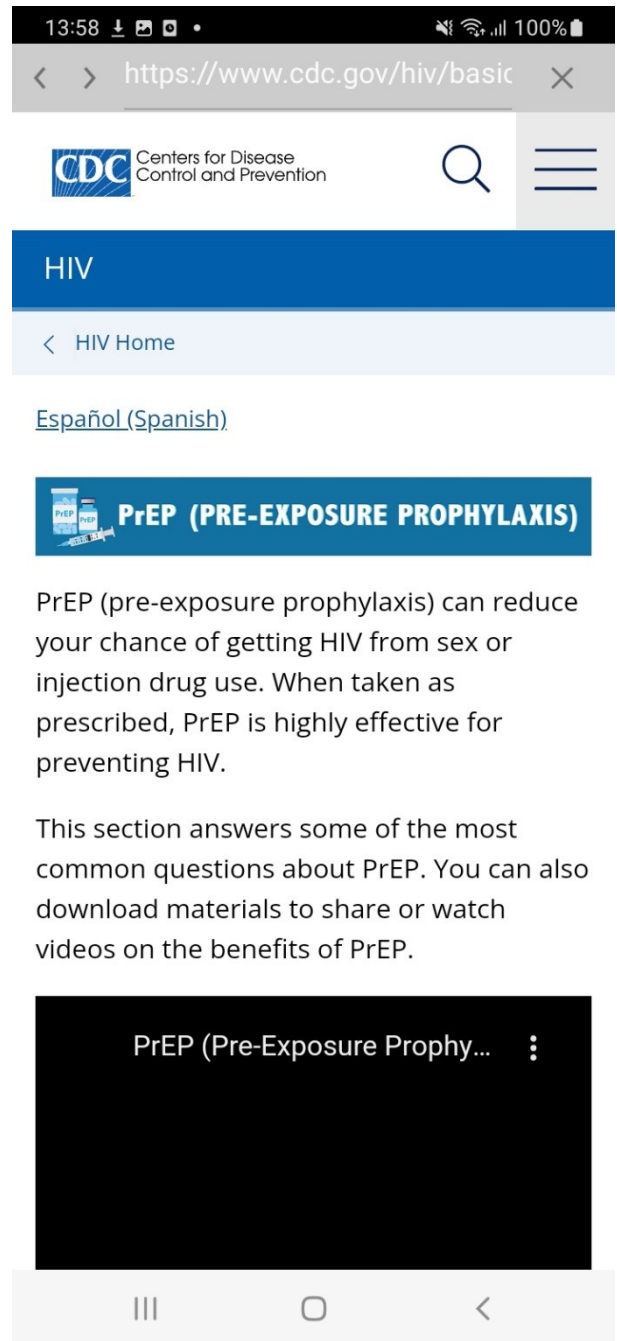 13:58 100%
https://www.cdc.gov/hiv/basic
CDC Centers for Disease
Control and Prevention
HIV
HIV Home
Español (Spanish)
PrEP PrEP PrEP (PRE-EXPOSURE PROPHYLAXIS)
PrEP (pre-exposure prophylaxis) can reduce
your chance of getting HIV from sex or
injection drug use. When taken as
prescribed, PrEP is highly effective for
preventing HIV.
This section answers some of the most
common questions about PrEP. You can also
download materials to share or watch
videos on the benefits of PrEP.
PrEP (Pre-Exposure Prophy...